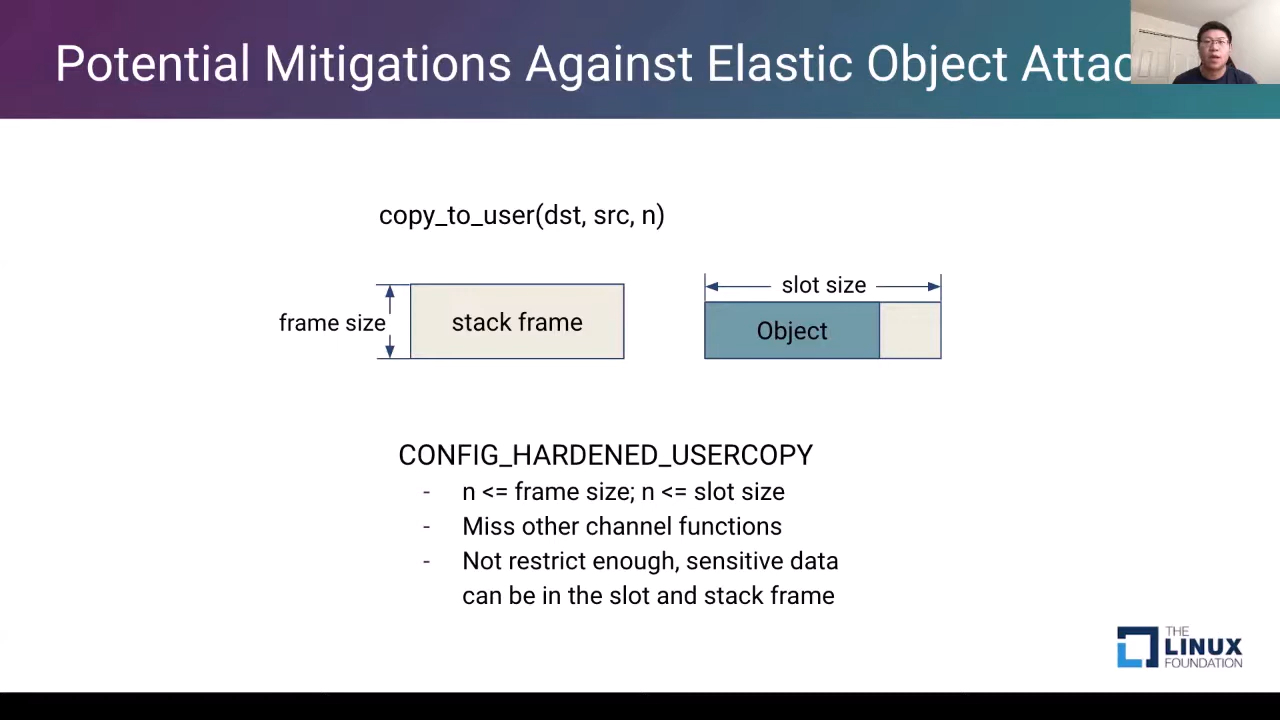 Potential Mitigations Against Elastic Object Attac
copy_to_user(dst, src, n)
slot size
frame size
stack frame
Object
CONFIG_HARDENED_USERCOPY
- n <= frame size; n <= slot size
- Miss other channel functions
- Not restrict enough, sensitive data
can be in the slot and stack frame
THE
LINUX
FOUNDATION